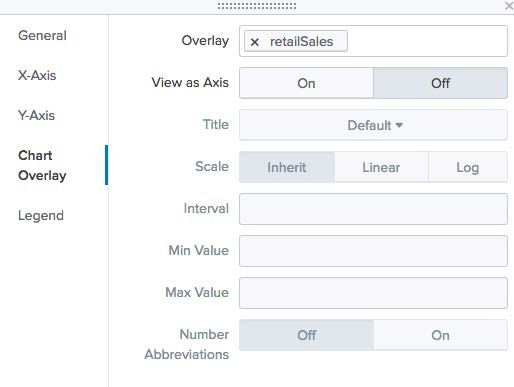 General
X-Axis
Y-Axis
Chart
Overlay
Legend
Overlay × retailSales
View as Axis On Off
Title Default
Scale Inherit Linear Log
Interval
Min Value
Max Value
Number
Abbreviations Off On